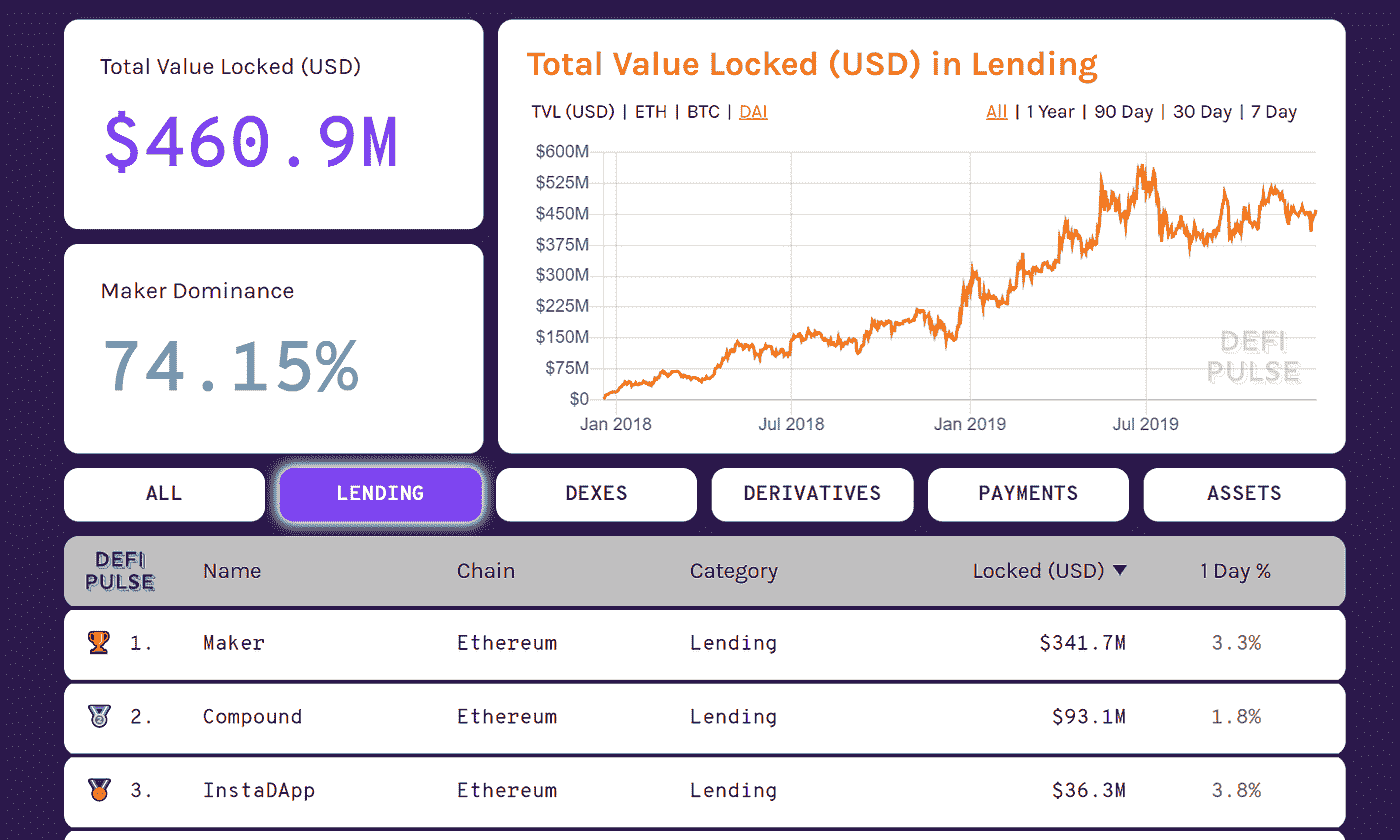 Total Value Locked (USD)
$460.9M
Maker Dominance
74.15%
Total Value Locked (USD) in Lending
TVL (USD) | ETH | BTC | DAI
All | 1 Year | 90 Day | 30 Day | 7 Day
$600M
$525M
$450M
$375M
$300M
$225M
$150M
$75M
$0
Jan 2018 Jul 2018 Jan 2019 Jul 2019
DEFI
PULSE
ALL LENDING DEXES DERIVATIVES PAYMENTS ASSETS
DEFI
PULSE
Name Chain Category Locked (USD) ▼ 1 Day %
1. Maker Ethereum Lending $341.7M 3.3%
2. Compound Ethereum Lending $93.1M 1.8%
3. InstaDApp Ethereum Lending $36.3M 3.8%